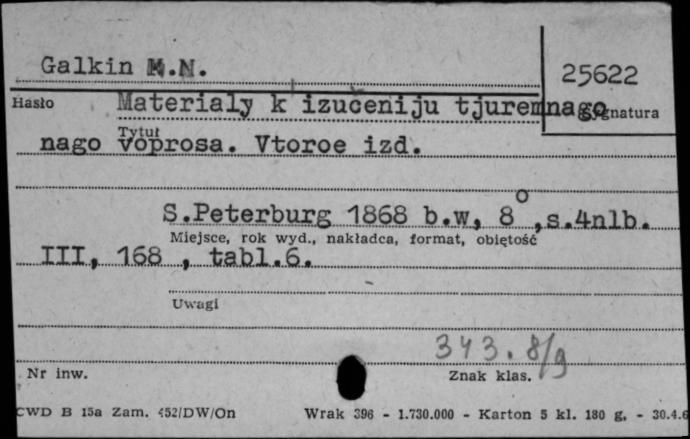 Galkin M.N.
25622
Hasło
Materialy k izučeniju tjuremnago
Sygnatura
Tytuł
nago voprosa. Vtoroe izd.
S.Peterburg 1868 b.w, 8°, s.4nlb.
Miejsce, rok wyd., nakładca, format, objętość
III, 168 , tabl.6.
Uwagi
343.8/9
Nr inw.
Znak klas.
CWD B 15a Zam. 452/DW/On
Wrak 396 - 1.730.000 - Karton 5 kl. 180 g. - 30.4.6